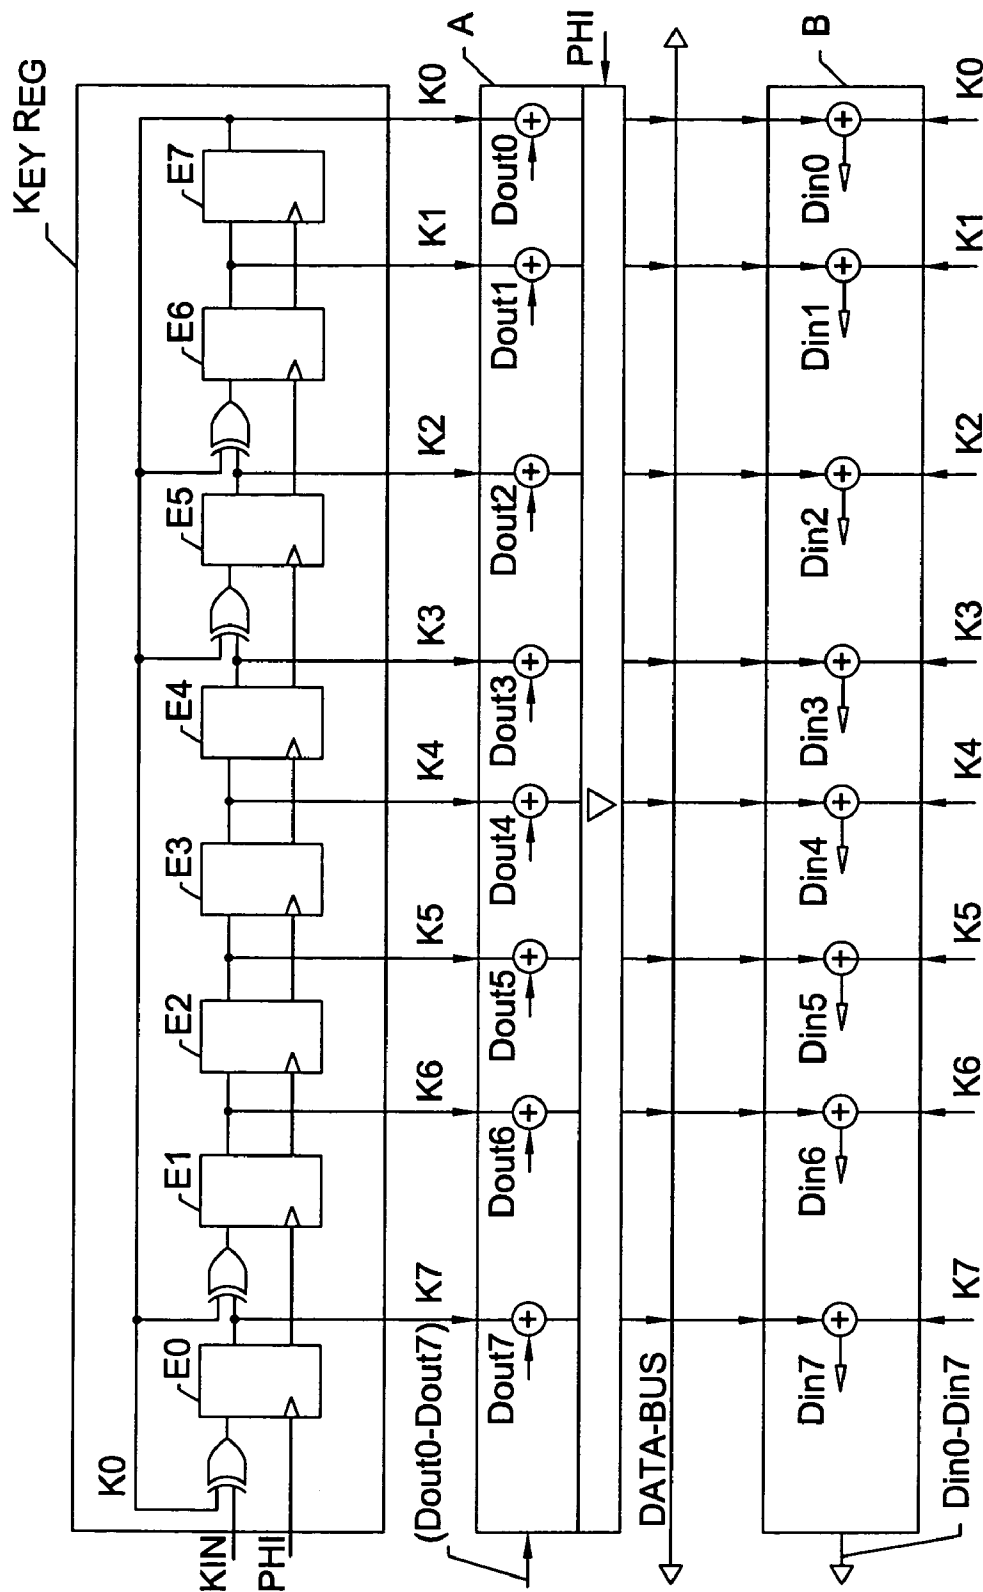 KEY REG
K0
KIN
PHI
E0
E1
E2
E3
E4
E5
E6
E7
K7
K6
K5
K4
K3
K2
K1
K0
A
(Dout0-Dout7)
Dout7
Dout6
Dout5
Dout4
Dout3
Dout2
Dout1
Dout0
PHI
DATA-BUS
B
Din7
Din6
Din5
Din4
Din3
Din2
Din1
Din0
Din0-Din7
K7
K6
K5
K4
K3
K2
K1
K0